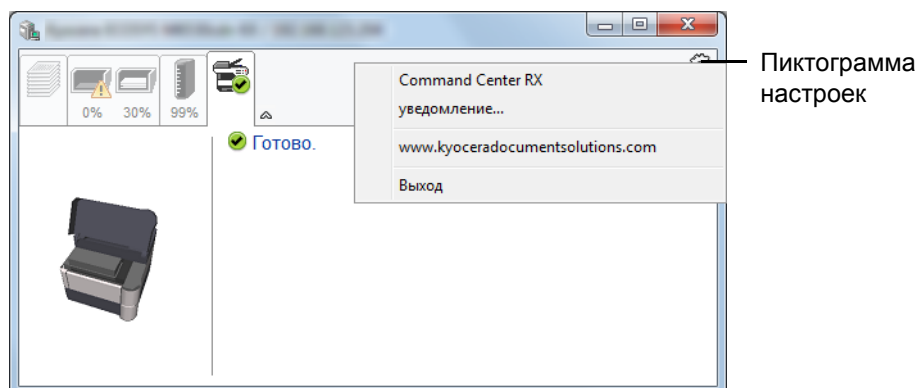 Command Center RX
Пиктограмма
настроек
уведомление...
0% 30% 99%
Готово.
www.kyoceradocumentsolutions.com
Выход